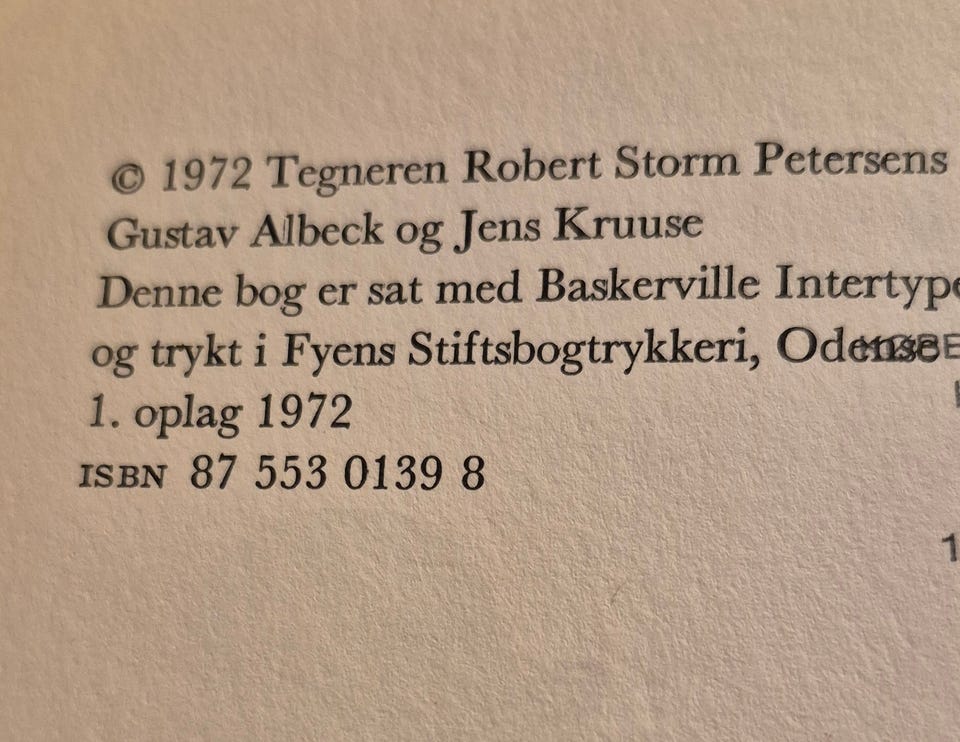 © 1972 Tegneren Robert Storm Petersens
Gustav Albeck og Jens Kruuse
Denne bog er sat med Baskerville Intertype
og trykt i Fyens Stiftsbogtrykkeri, Odense
1. oplag 1972
ISBN 87 553 0139 8
1